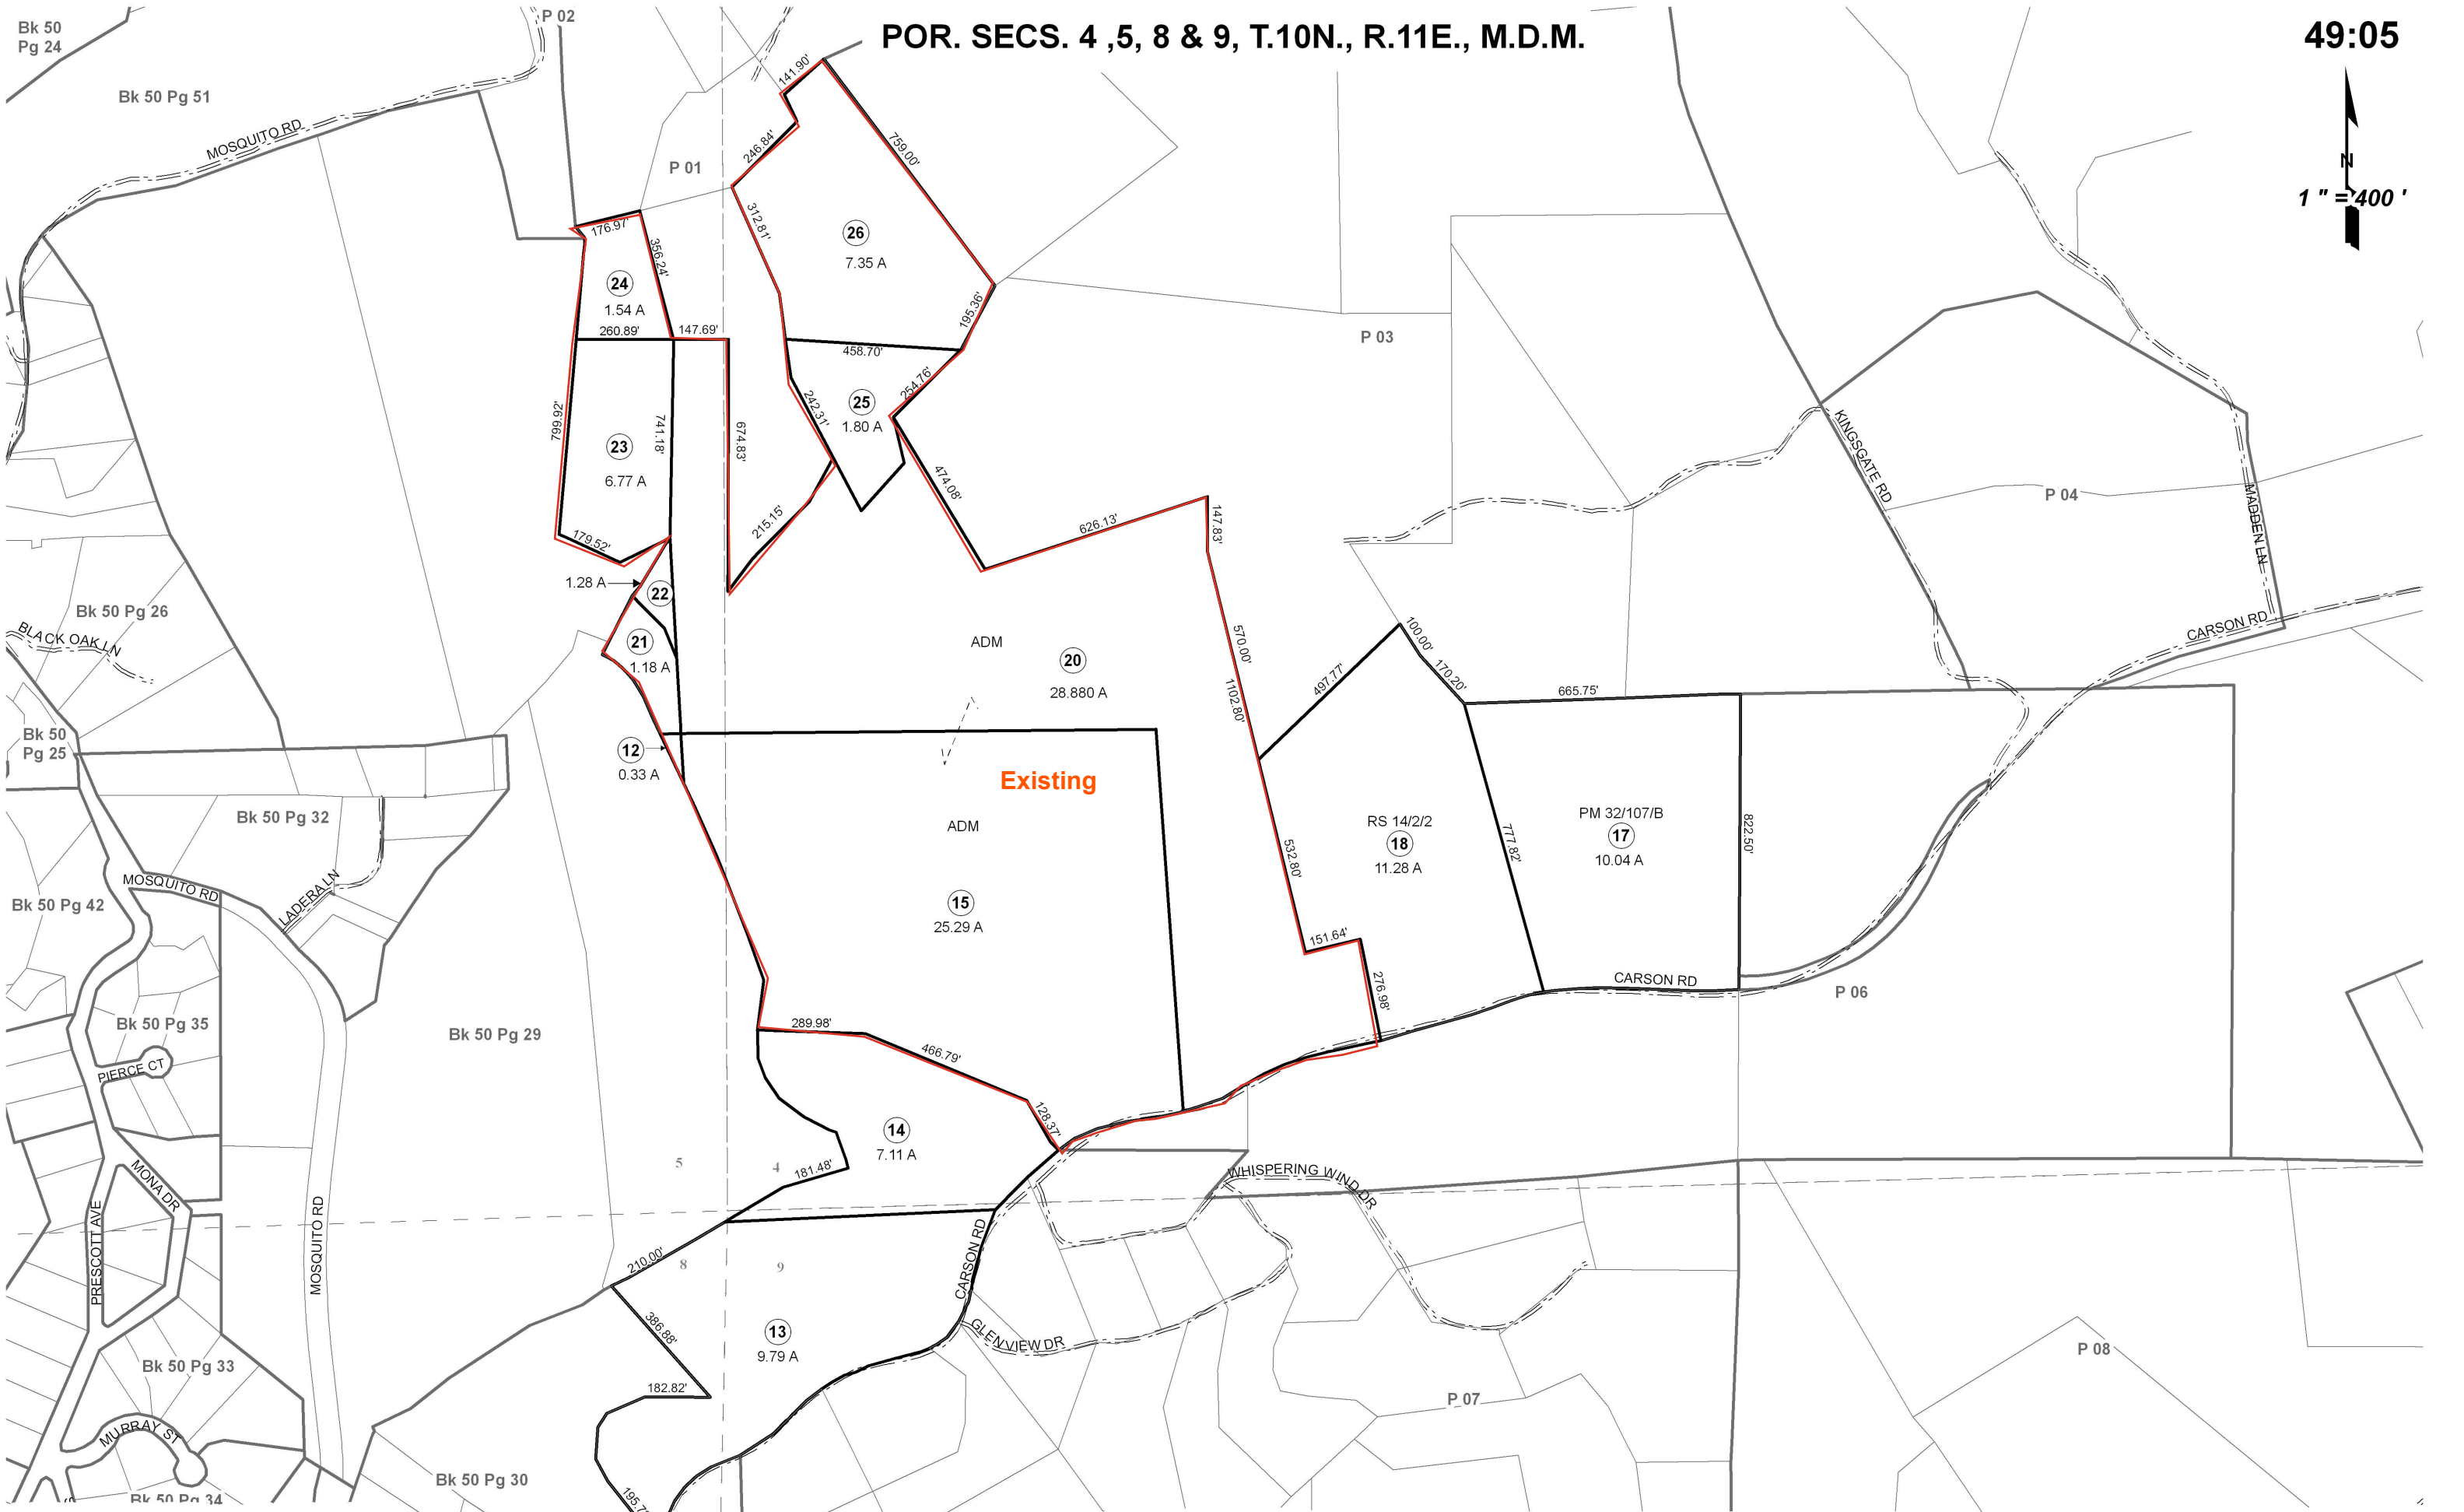 POR. SECS. 4 ,5, 8 & 9, T.10N., R.11E., M.D.M.
49:05
N
1 " = 400 '
Bk 50
Pg 24
P 02
Bk 50 Pg 51
MOSQUITO RD
P 01
141.90'
246.84'
759.00'
312.81'
26
7.35 A
195.36'
176.97'
356.24'
24
1.54 A
260.89'
147.69'
458.70'
P 03
254.76'
25
1.80 A
242.31'
799.92'
741.18'
674.83'
23
6.77 A
474.08'
215.15'
179.52'
626.13'
147.83'
KINGSGATE RD
P 04
MADDEN LN
CARSON RD
1.28 A
22
Bk 50 Pg 26
BLACK OAK LN
21
1.18 A
ADM
20
28.880 A
570.00'
1102.80'
497.77'
100.00'
170.20'
665.75'
Bk 50
Pg 25
12
0.33 A
Existing
ADM
Bk 50 Pg 32
LADERA LN
MOSQUITO RD
Bk 50 Pg 42
15
25.29 A
532.80'
RS 14/2/2
18
11.28 A
777.82'
PM 32/107/B
17
10.04 A
822.50'
151.64'
276.98'
CARSON RD
P 06
Bk 50 Pg 35
PIERCE CT
Bk 50 Pg 29
289.98'
466.79'
128.37'
14
7.11 A
181.48'
5
4
MONA DR
PRESCOTT AVE
MOSQUITO RD
WHISPERING WIND DR
210.00'
8
9
CARSON RD
386.88'
13
9.79 A
GLENVIEW DR
182.82'
Bk 50 Pg 33
MURRAY ST
P 07
P 08
Bk 50 Pg 30
Bk 50 Pg 34